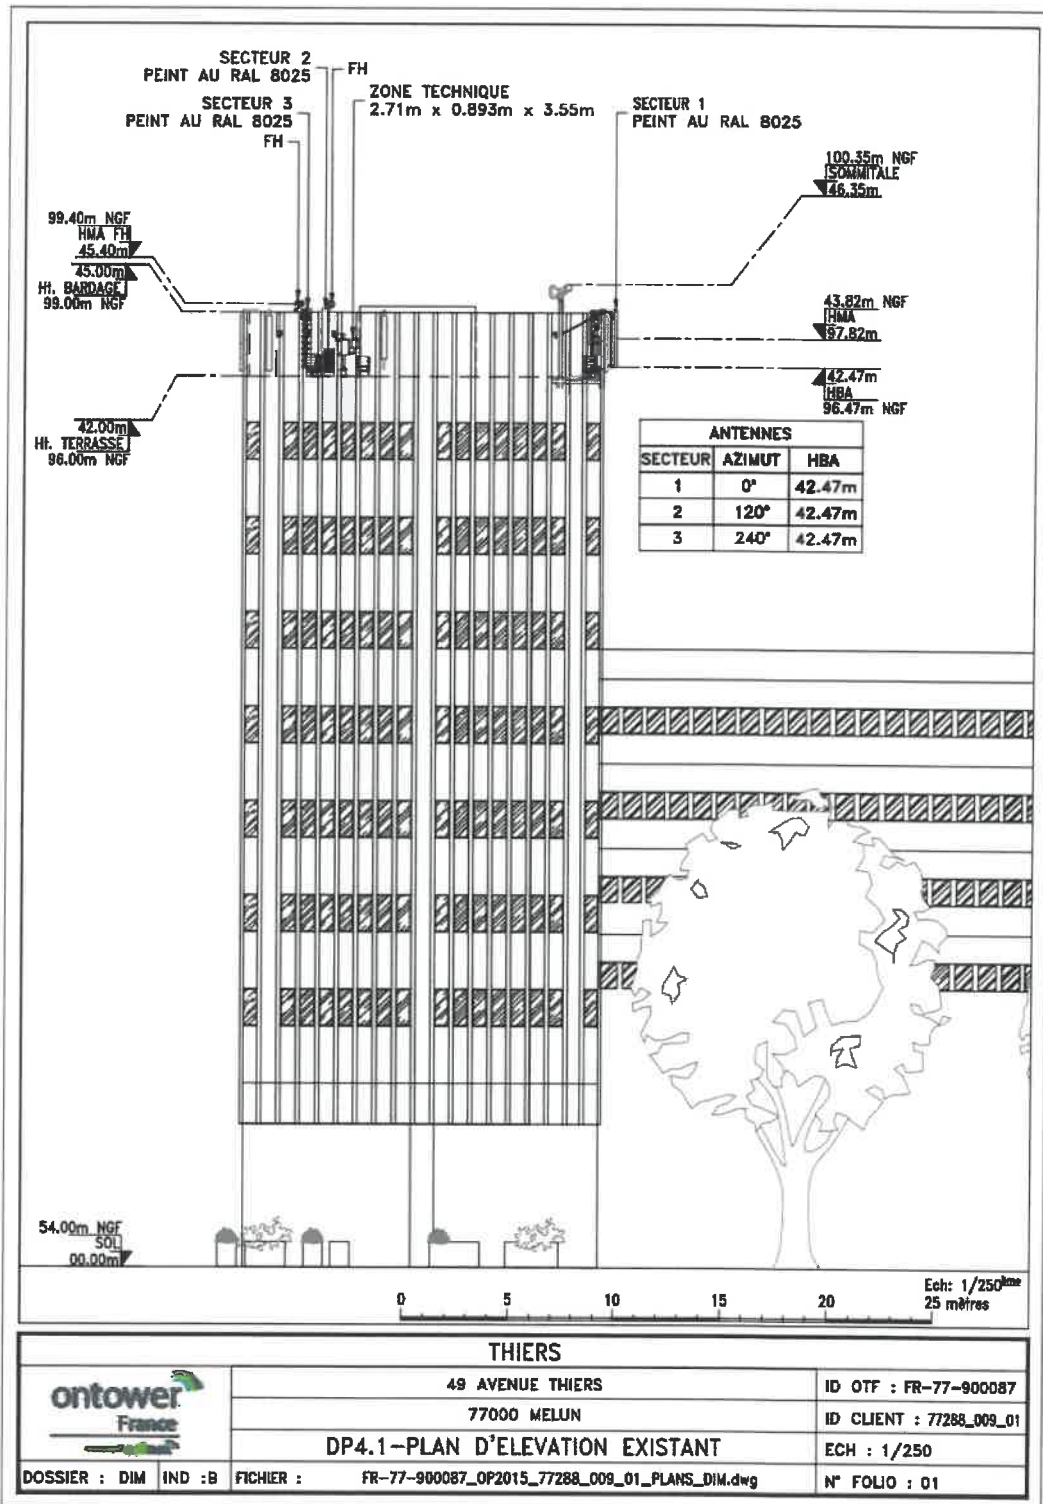 SECTEUR 2
PEINT AU RAL 8025
FH
ZONE TECHNIQUE
2.71m x 0.893m x 3.55m
SECTEUR 3
PEINT AU RAL 8025
FH
SECTEUR 1
PEINT AU RAL 8025
100.35m NGF
SOMMITALE
46.35m
99.40m NGF
HMA FH
45.40m
45.00m
Ht. BARDAGE
99.00m NGF
43.82m NGF
HMA
97.82m
42.47m
HBA
96.47m NGF
42.00m
Ht. TERRASSE
96.00m NGF
ANTENNES
SECTEUR AZIMUT HBA
1 0° 42.47m
2 120° 42.47m
3 240° 42.47m
54.00m NGF
SOL
00.00m
Ech: 1/250ème
0 5 10 15 20 25 mètres
THIERS
ontower
France
49 AVENUE THIERS
ID OTF : FR-77-900087
77000 MELUN
ID CLIENT : 77288_009_01
DP4.1-PLAN D'ELEVATION EXISTANT
ECH : 1/250
DOSSIER : DIM IND :B FICHIER : FR-77-900087_OP2015_77288_009_01_PLANS_DIM.dwg N° FOLIO : 01